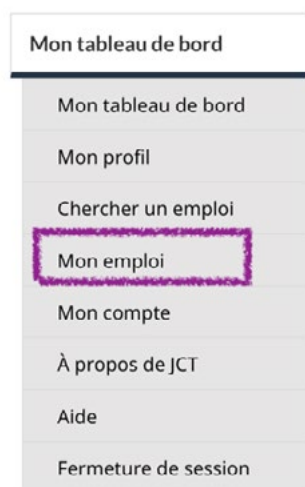 Mon tableau de bord
Mon tableau de bord
Mon profil
Chercher un emploi
Mon emploi
Mon compte
À propos de JCT
Aide
Fermeture de session